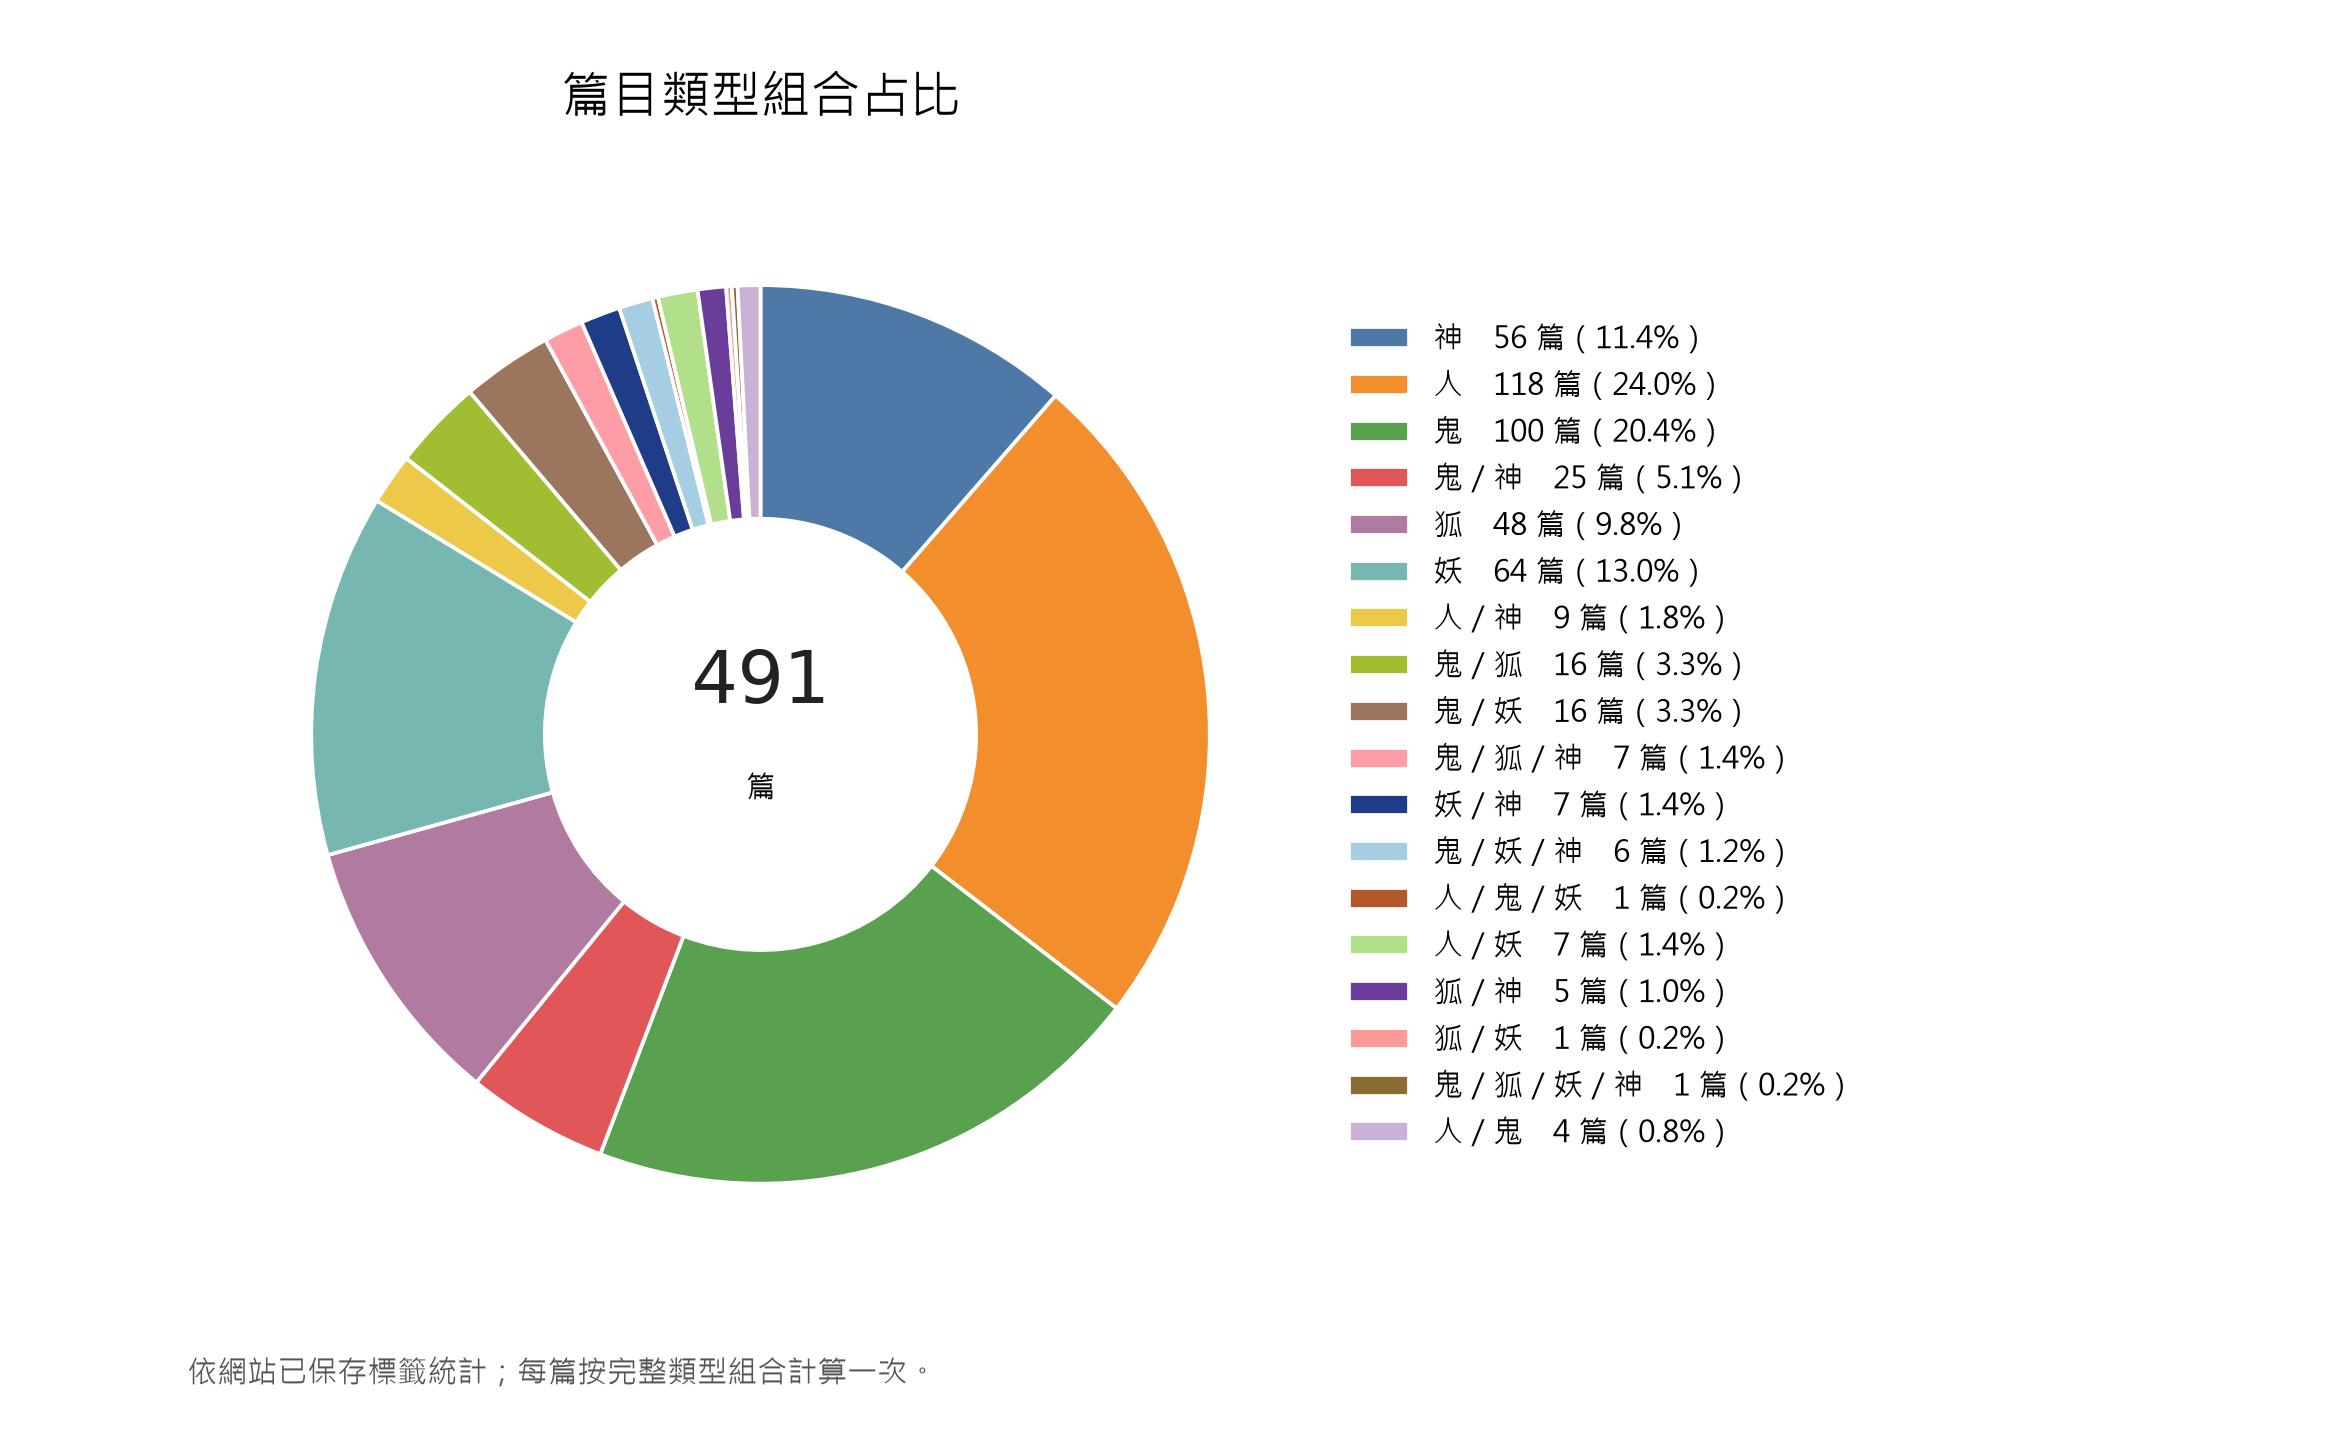 篇目類型組合占比
491
篇
神　56 篇（11.4%）
人　118 篇（24.0%）
鬼　100 篇（20.4%）
鬼 / 神　25 篇（5.1%）
狐　48 篇（9.8%）
妖　64 篇（13.0%）
人 / 神　9 篇（1.8%）
鬼 / 狐　16 篇（3.3%）
鬼 / 妖　16 篇（3.3%）
鬼 / 狐 / 神　7 篇（1.4%）
妖 / 神　7 篇（1.4%）
鬼 / 妖 / 神　6 篇（1.2%）
人 / 鬼 / 妖　1 篇（0.2%）
人 / 妖　7 篇（1.4%）
狐 / 神　5 篇（1.0%）
狐 / 妖　1 篇（0.2%）
鬼 / 狐 / 妖 / 神　1 篇（0.2%）
人 / 鬼　4 篇（0.8%）
依網站已保存標籤統計；每篇按完整類型組合計算一次。